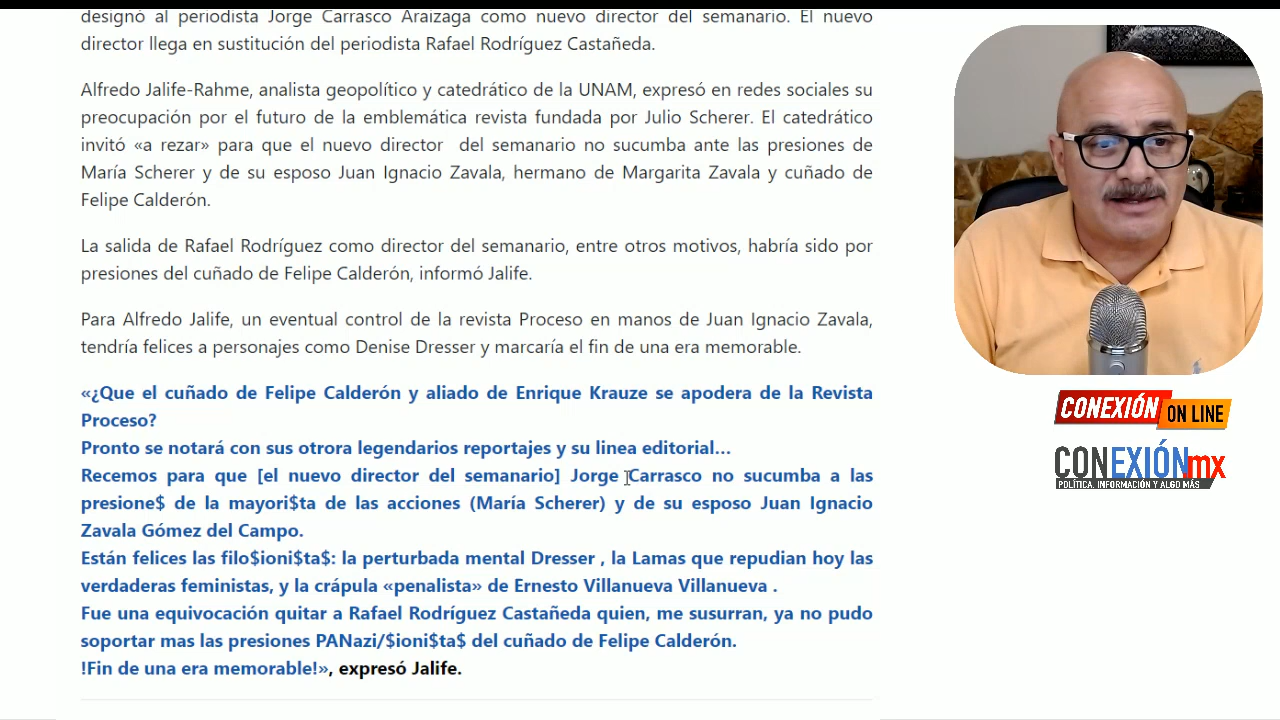 designó al periodista Jorge Carrasco Araizaga como nuevo director del semanario. El nuevo
director llega en sustitución del periodista Rafael Rodríguez Castañeda.
Alfredo Jalife-Rahme, analista geopolítico y catedrático de la UNAM, expresó en redes sociales su
preocupación por el futuro de la emblemática revista fundada por Julio Scherer. El catedrático
invitó «a rezar» para que el nuevo director del semanario no sucumba ante las presiones de
María Scherer y de su esposo Juan Ignacio Zavala, hermano de Margarita Zavala y cuñado de
Felipe Calderón.
La salida de Rafael Rodríguez como director del semanario, entre otros motivos, habría sido por
presiones del cuñado de Felipe Calderón, informó Jalife.
Para Alfredo Jalife, un eventual control de la revista Proceso en manos de Juan Ignacio Zavala,
tendría felices a personajes como Denise Dresser y marcaría el fin de una era memorable.
«¿Que el cuñado de Felipe Calderón y aliado de Enrique Krauze se apodera de la Revista
Proceso?
Pronto se notará con sus otrora legendarios reportajes y su linea editorial…
Recemos para que [el nuevo director del semanario] Jorge Carrasco no sucumba a las
presione$ de la mayori$ta de las acciones (María Scherer) y de su esposo Juan Ignacio
Zavala Gómez del Campo.
Están felices las filo$ioni$ta$: la perturbada mental Dresser , la Lamas que repudian hoy las
verdaderas feministas, y la crápula «penalista» de Ernesto Villanueva Villanueva .
Fue una equivocación quitar a Rafael Rodríguez Castañeda quien, me susurran, ya no pudo
soportar mas las presiones PANazi/$ioni$ta$ del cuñado de Felipe Calderón.
!Fin de una era memorable!», expresó Jalife.
CONEXIÓN ON LINE
CONEXIÓNmx
POLÍTICA, INFORMACIÓN Y ALGO MÁS